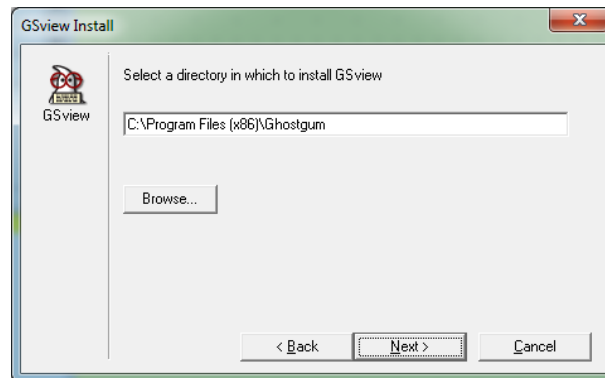 GSview Install
Select a directory in which to install GSview
GSview
C:\Program Files (x86)\Ghostgum
Browse...
< Back
Next >
Cancel